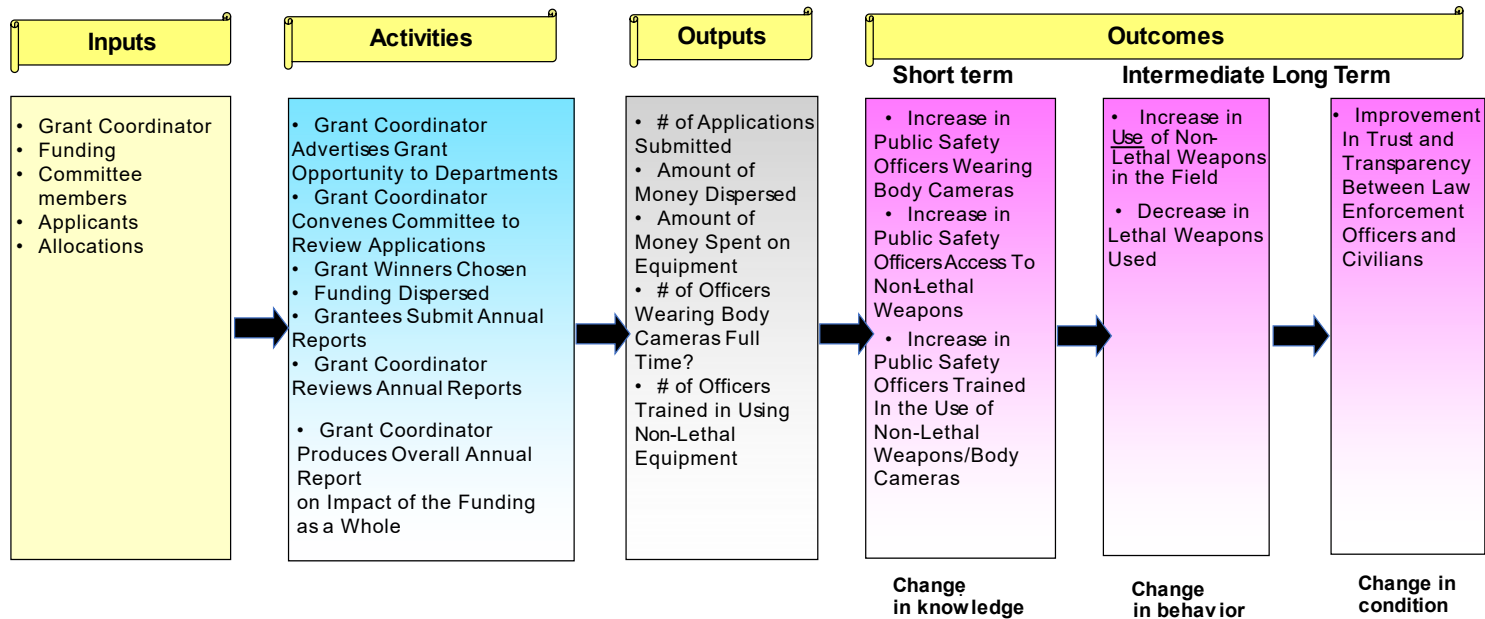 Inputs
Activities
Outputs
Outcomes
Short term
Intermediate Long Term
• Grant Coordinator
• Funding
• Committee
members
• Applicants
• Allocations
• Grant Coordinator
Advertises Grant
Opportunity to Departments
• Grant Coordinator
Convenes Committee to
Review Applications
• Grant Winners Chosen
• Funding Dispersed
• Grantees Submit Annual
Reports
• Grant Coordinator
Reviews Annual Reports
• Grant Coordinator
Produces Overall Annual
Report
on Impact of the Funding
as a Whole
• # of Applications
Submitted
• Amount of
Money Dispersed
• Amount of
Money Spent on
Equipment
• # of Officers
Wearing Body
Cameras Full
Time?
• # of Officers
Trained in Using
Non-Lethal
Equipment
• Increase in
Public Safety
Officers Wearing
Body Cameras
• Increase in
Public Safety
Officers Access To
Non-Lethal
Weapons
• Increase in
Public Safety
Officers Trained
In the Use of
Non-Lethal
Weapons/Body
Cameras
• Increase in
Use of Non-
Lethal Weapons
in the Field
• Decrease in
Lethal Weapons
Used
• Improvement
In Trust and
Transparency
Between Law
Enforcement
Officers and
Civilians
Change
in knowledge
Change
in behavior
Change in
condition